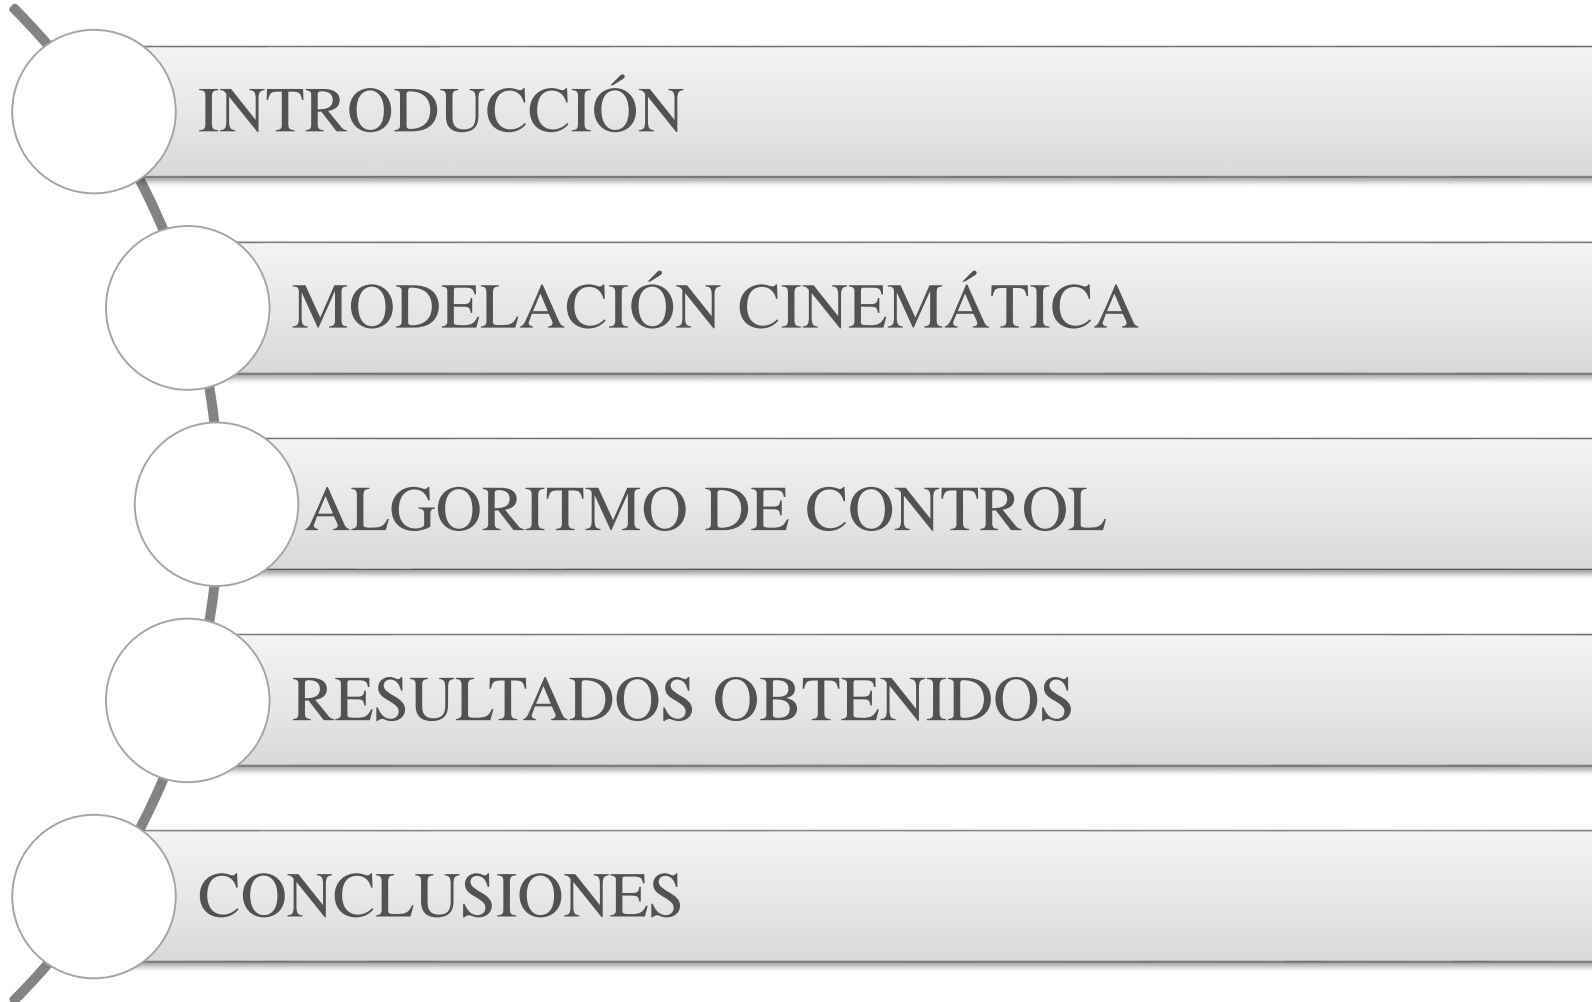 INTRODUCCIÓN
MODELACIÓN CINEMÁTICA
ALGORITMO DE CONTROL
RESULTADOS OBTENIDOS
CONCLUSIONES